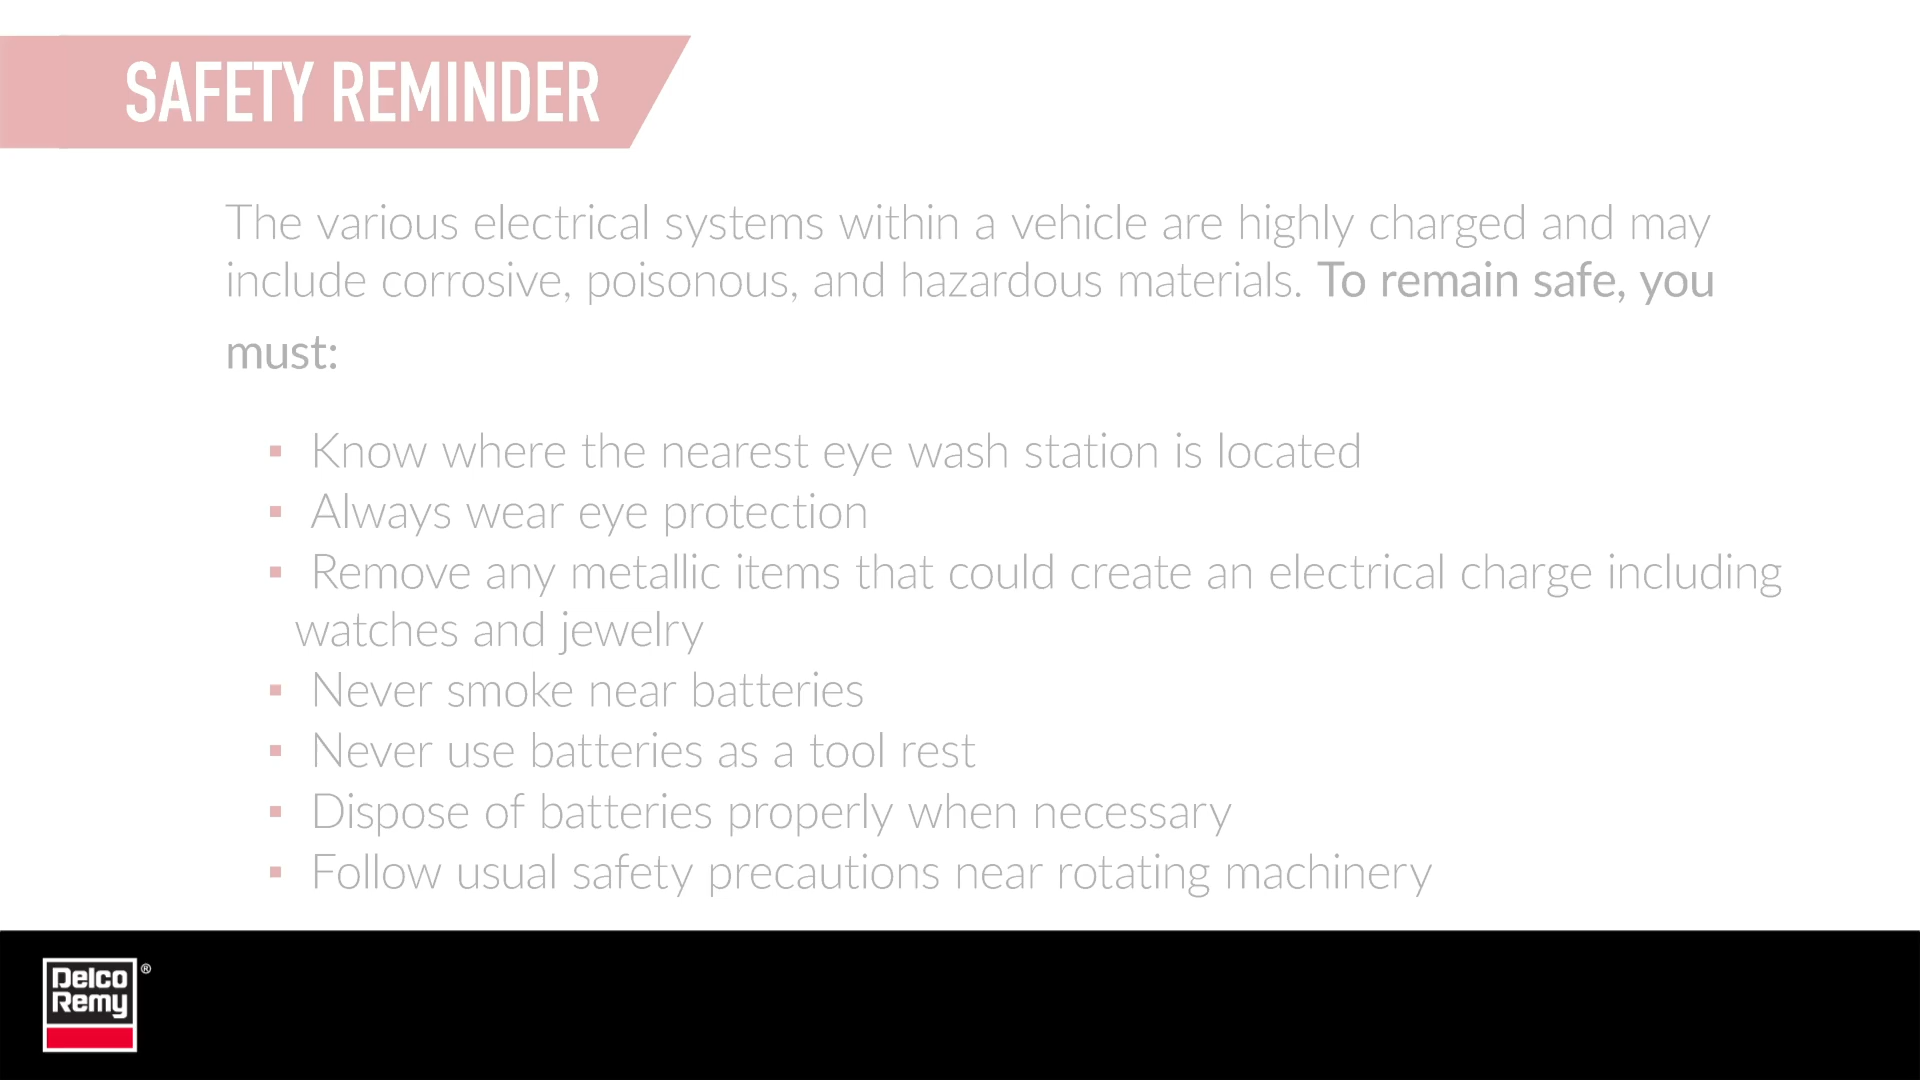 SAFETY REMINDER
The various electrical systems within a vehicle are highly charged and may
include corrosive, poisonous, and hazardous materials. To remain safe, you
must:
▪ Know where the nearest eye wash station is located
▪ Always wear eye protection
▪ Remove any metallic items that could create an electrical charge including
watches and jewelry
▪ Never smoke near batteries
▪ Never use batteries as a tool rest
▪ Dispose of batteries properly when necessary
▪ Follow usual safety precautions near rotating machinery
Delco ®
Remy